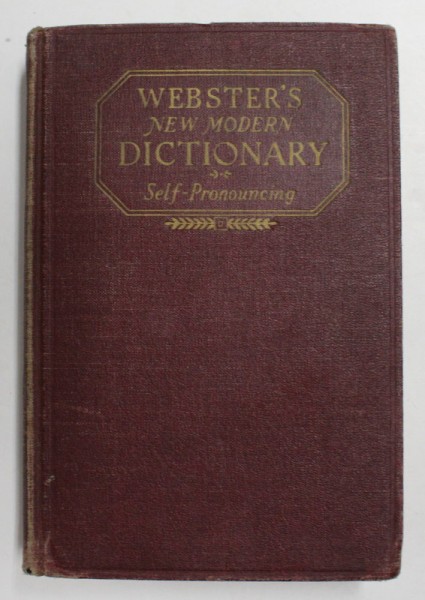 WEBSTER'S
NEW MODERN
DICTIONARY
Self-Pronouncing